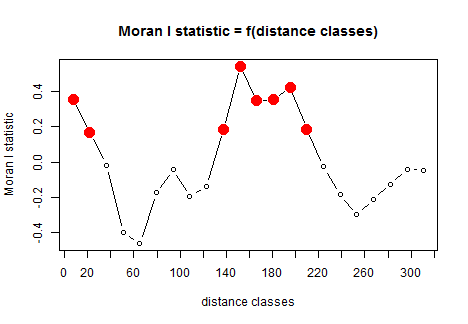 Moran I statistic = f(distance classes)
Moran I statistic
0.4
0.2
0.0
-0.2
-0.4
0 20 60 100 140 180 220 260 300
distance classes